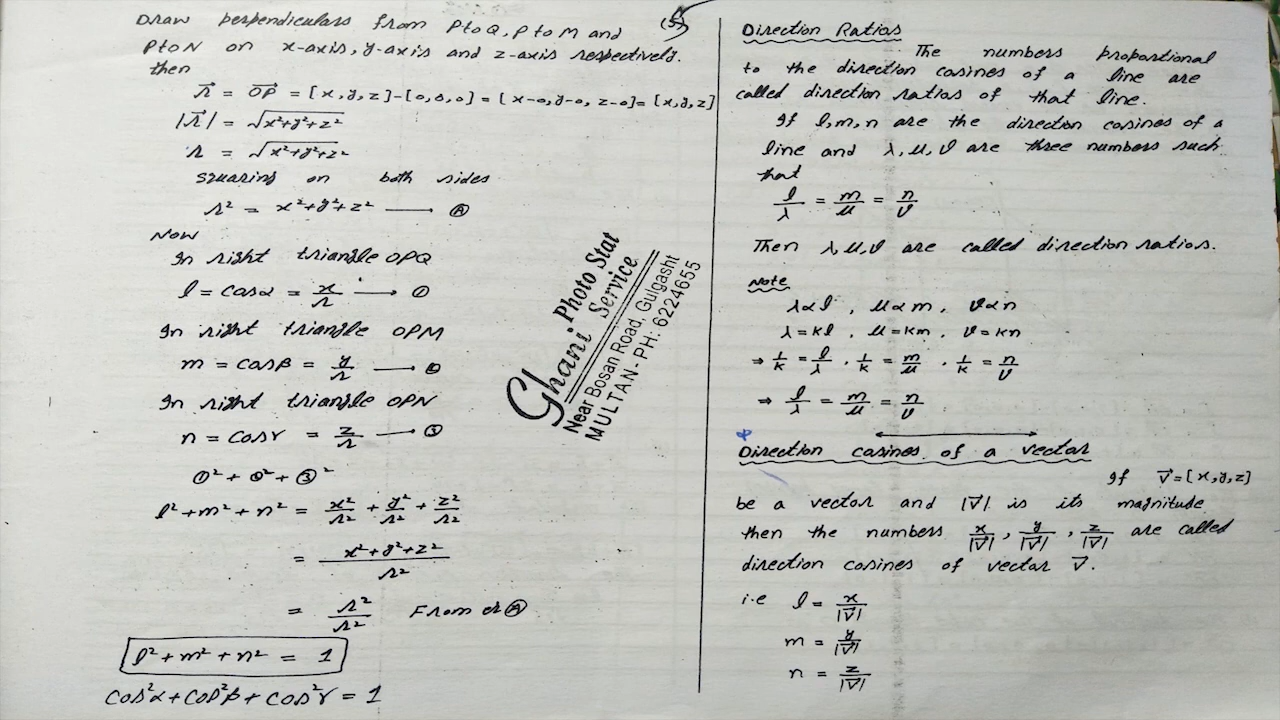 Draw perpendiculars from P to Q, P to M and
P to N on x-axis, y-axis and z-axis respectively.
then
r⃗ = OP⃗ = [x,y,z]-[0,0,0] = [x-0,y-0, z-0] = [x,y,z]
|r⃗| = √x²+y²+z²
r = √x²+y²+z²
squaring on both sides
r² = x²+y²+z² —— Ⓐ
Now
In right triangle OPQ
l = cosα = x/r —— ①
In right triangle OPM
m = cosβ = y/r —— ②
In right triangle OPN
n = cosγ = z/r —— ③
①² + ②² + ③²
l²+m²+n² = x²/r² + y²/r² + z²/r²
= x²+y²+z²/r²
= r²/r² From Ⓐ
l²+m²+n² = 1
cos²α+cos²β+cos²γ = 1
(5)
Direction Ratios
The numbers proportional
to the direction cosines of a line are
called direction ratios of that line.
If l,m,n are the direction cosines of a
line and λ,μ,ν are three numbers such
that
l/λ = m/μ = n/ν
Then λ,μ,ν are called direction ratios.
Note
λ∝l , μ∝m , ν∝n
λ=kl , μ=km , ν=kn
⇒ 1/k = l/λ , 1/k = m/μ , 1/k = n/ν
⇒ l/λ = m/μ = n/ν
Direction cosines of a vector
If v⃗=[x,y,z]
be a vector and |v⃗| is its magnitude
then the numbers x/|v⃗| , y/|v⃗| , z/|v⃗| are called
direction cosines of vector v⃗.
i.e l = x/|v⃗|
m = y/|v⃗|
n = z/|v⃗|
Ghani Photo Stat
Service
Near Bosan Road, Gulgasht
MULTAN- PH: 6224655